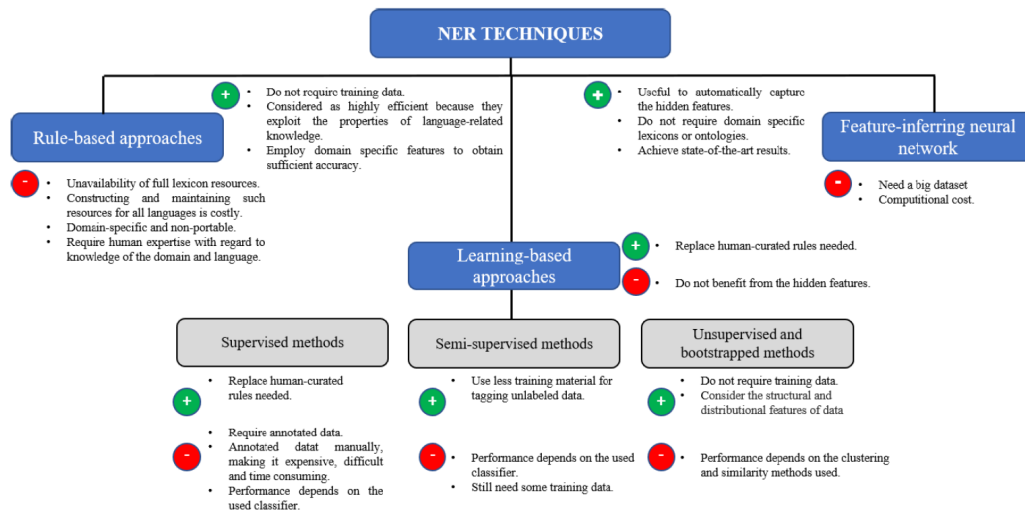 NER TECHNIQUES
Rule-based approaches
+
• Do not require training data.
• Considered as highly efficient because they
exploit the properties of language-related
knowledge.
• Employ domain specific features to obtain
sufficient accuracy.
-
• Unavailability of full lexicon resources.
• Constructing and maintaining such
resources for all languages is costly.
• Domain-specific and non-portable.
• Require human expertise with regard to
knowledge of the domain and language.
+
• Useful to automatically capture
the hidden features.
• Do not require domain specific
lexicons or ontologies.
• Achieve state-of-the-art results.
Feature-inferring neural
network
-
• Need a big dataset
• Computitional cost.
Learning-based
approaches
+
• Replace human-curated rules needed.
-
• Do not benefit from the hidden features.
Supervised methods
+
• Replace human-curated
rules needed.
-
• Require annotated data.
• Annotated datat manually,
making it expensive, difficult
and time consuming.
• Performance depends on the
used classifier.
Semi-supervised methods
+
• Use less training material for
tagging unlabeled data.
-
• Performance depends on the used
classifier.
• Still need some training data.
Unsupervised and
bootstrapped methods
+
• Do not require training data.
• Consider the structural and
distributional features of data
-
• Performance depends on the clustering
and similarity methods used.